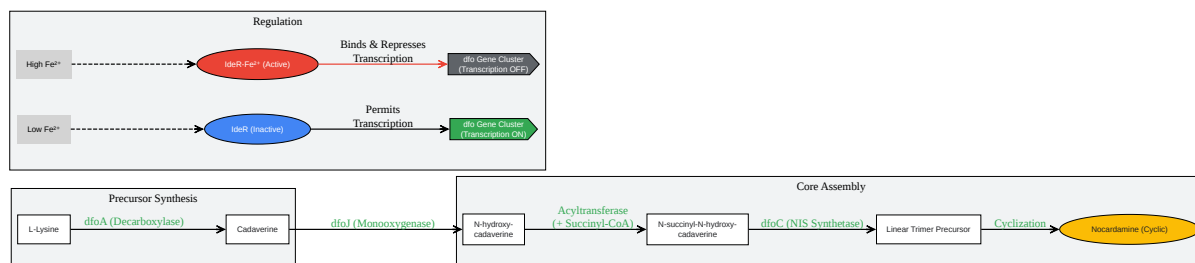 Regulation
High Fe²⁺
IdeR-Fe²⁺ (Active)
Binds & Represses
Transcription
dfo Gene Cluster
(Transcription OFF)
Low Fe²⁺
IdeR (Inactive)
Permits
Transcription
dfo Gene Cluster
(Transcription ON)
Precursor Synthesis
L-Lysine
dfoA (Decarboxylase)
Cadaverine
dfoJ (Monooxygenase)
Core Assembly
N-hydroxy-
cadaverine
Acyltransferase
(+ Succinyl-CoA)
N-succinyl-N-hydroxy-
cadaverine
dfoC (NIS Synthetase)
Linear Trimer Precursor
Cyclization
Nocardamine (Cyclic)